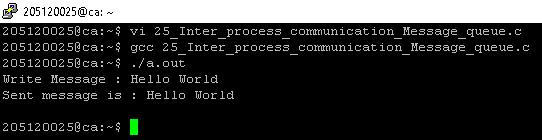 205120025@ca: ~
205120025@ca:~$ vi 25_Inter_process_communication_Message_queue.c
205120025@ca:~$ gcc 25_Inter_process_communication_Message_queue.c
205120025@ca:~$ ./a.out
Write Message : Hello World
Sent message is : Hello World
205120025@ca:~$